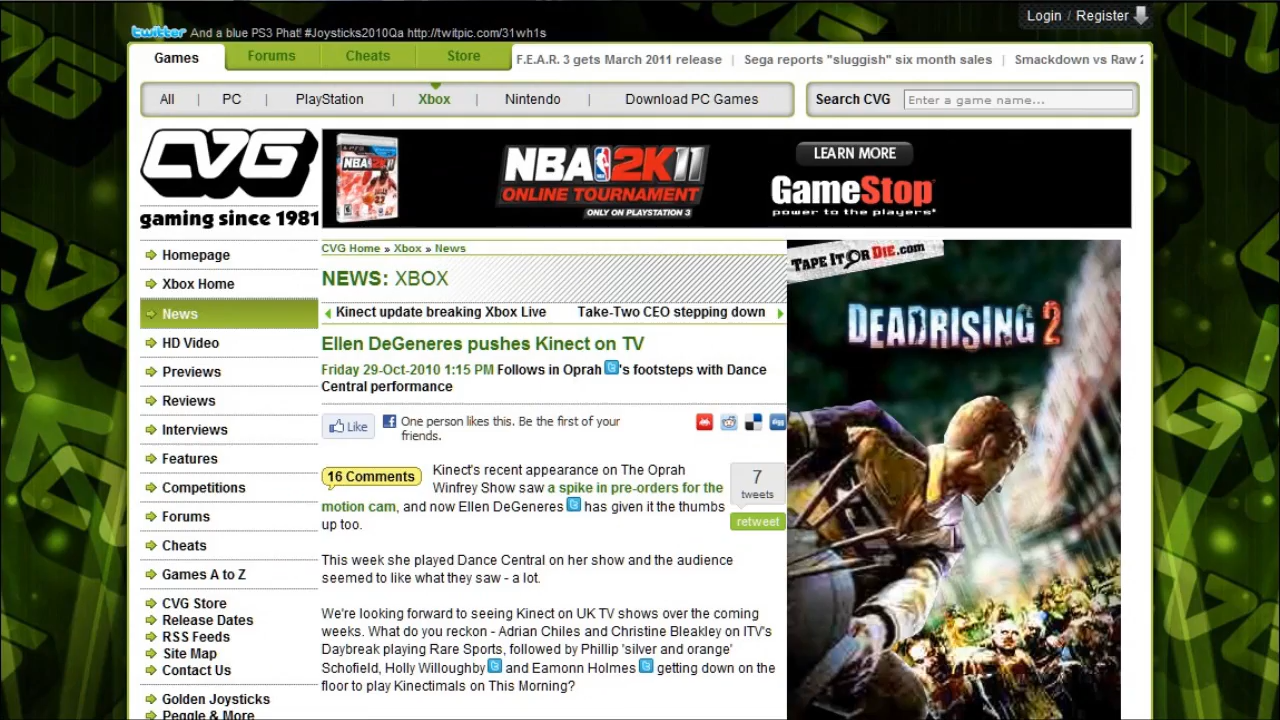 Login / Register
twitter And a blue PS3 Phat! #Joysticks2010Qa http://twitpic.com/31wh1s
Games Forums Cheats Store F.E.A.R. 3 gets March 2011 release | Sega reports "sluggish" six month sales | Smackdown vs Raw 2
All | PC | PlayStation | Xbox | Nintendo | Download PC Games
Search CVG Enter a game name...
CVG
gaming since 1981
NBA 2K11
NBA 2K11
ONLINE TOURNAMENT
ONLY ON PLAYSTATION 3
LEARN MORE
GameStop
power to the players
Homepage
Xbox Home
News
HD Video
Previews
Reviews
Interviews
Features
Competitions
Forums
Cheats
Games A to Z
CVG Store
Release Dates
RSS Feeds
Site Map
Contact Us
Golden Joysticks
Peggle & More
CVG Home » Xbox » News
NEWS: XBOX
Kinect update breaking Xbox Live Take-Two CEO stepping down
Ellen DeGeneres pushes Kinect on TV
Friday 29-Oct-2010 1:15 PM Follows in Oprah 's footsteps with Dance
Central performance
Like One person likes this. Be the first of your
friends.
16 Comments
Kinect's recent appearance on The Oprah
Winfrey Show saw a spike in pre-orders for the
motion cam, and now Ellen DeGeneres has given it the thumbs
up too.
7
tweets
retweet
This week she played Dance Central on her show and the audience
seemed to like what they saw - a lot.
We're looking forward to seeing Kinect on UK TV shows over the coming
weeks. What do you reckon - Adrian Chiles and Christine Bleakley on ITV's
Daybreak playing Rare Sports, followed by Phillip 'silver and orange'
Schofield, Holly Willoughby and Eamonn Holmes getting down on the
floor to play Kinectimals on This Morning?
TAPE IT OR DIE.com
DEADRISING 2